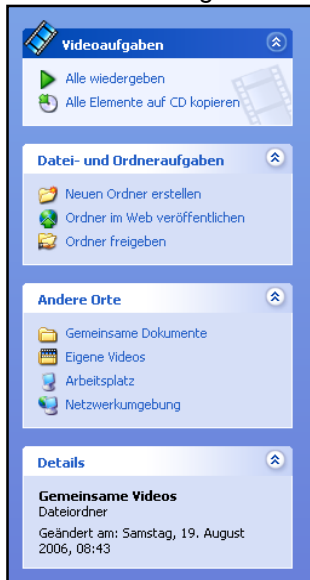 Videoaufgaben
Alle wiedergeben
Alle Elemente auf CD kopieren
Datei- und Ordneraufgaben
Neuen Ordner erstellen
Ordner im Web veröffentlichen
Ordner freigeben
Andere Orte
Gemeinsame Dokumente
Eigene Videos
Arbeitsplatz
Netzwerkumgebung
Details
Gemeinsame Videos
Dateiordner
Geändert am: Samstag, 19. August
2006, 08:43